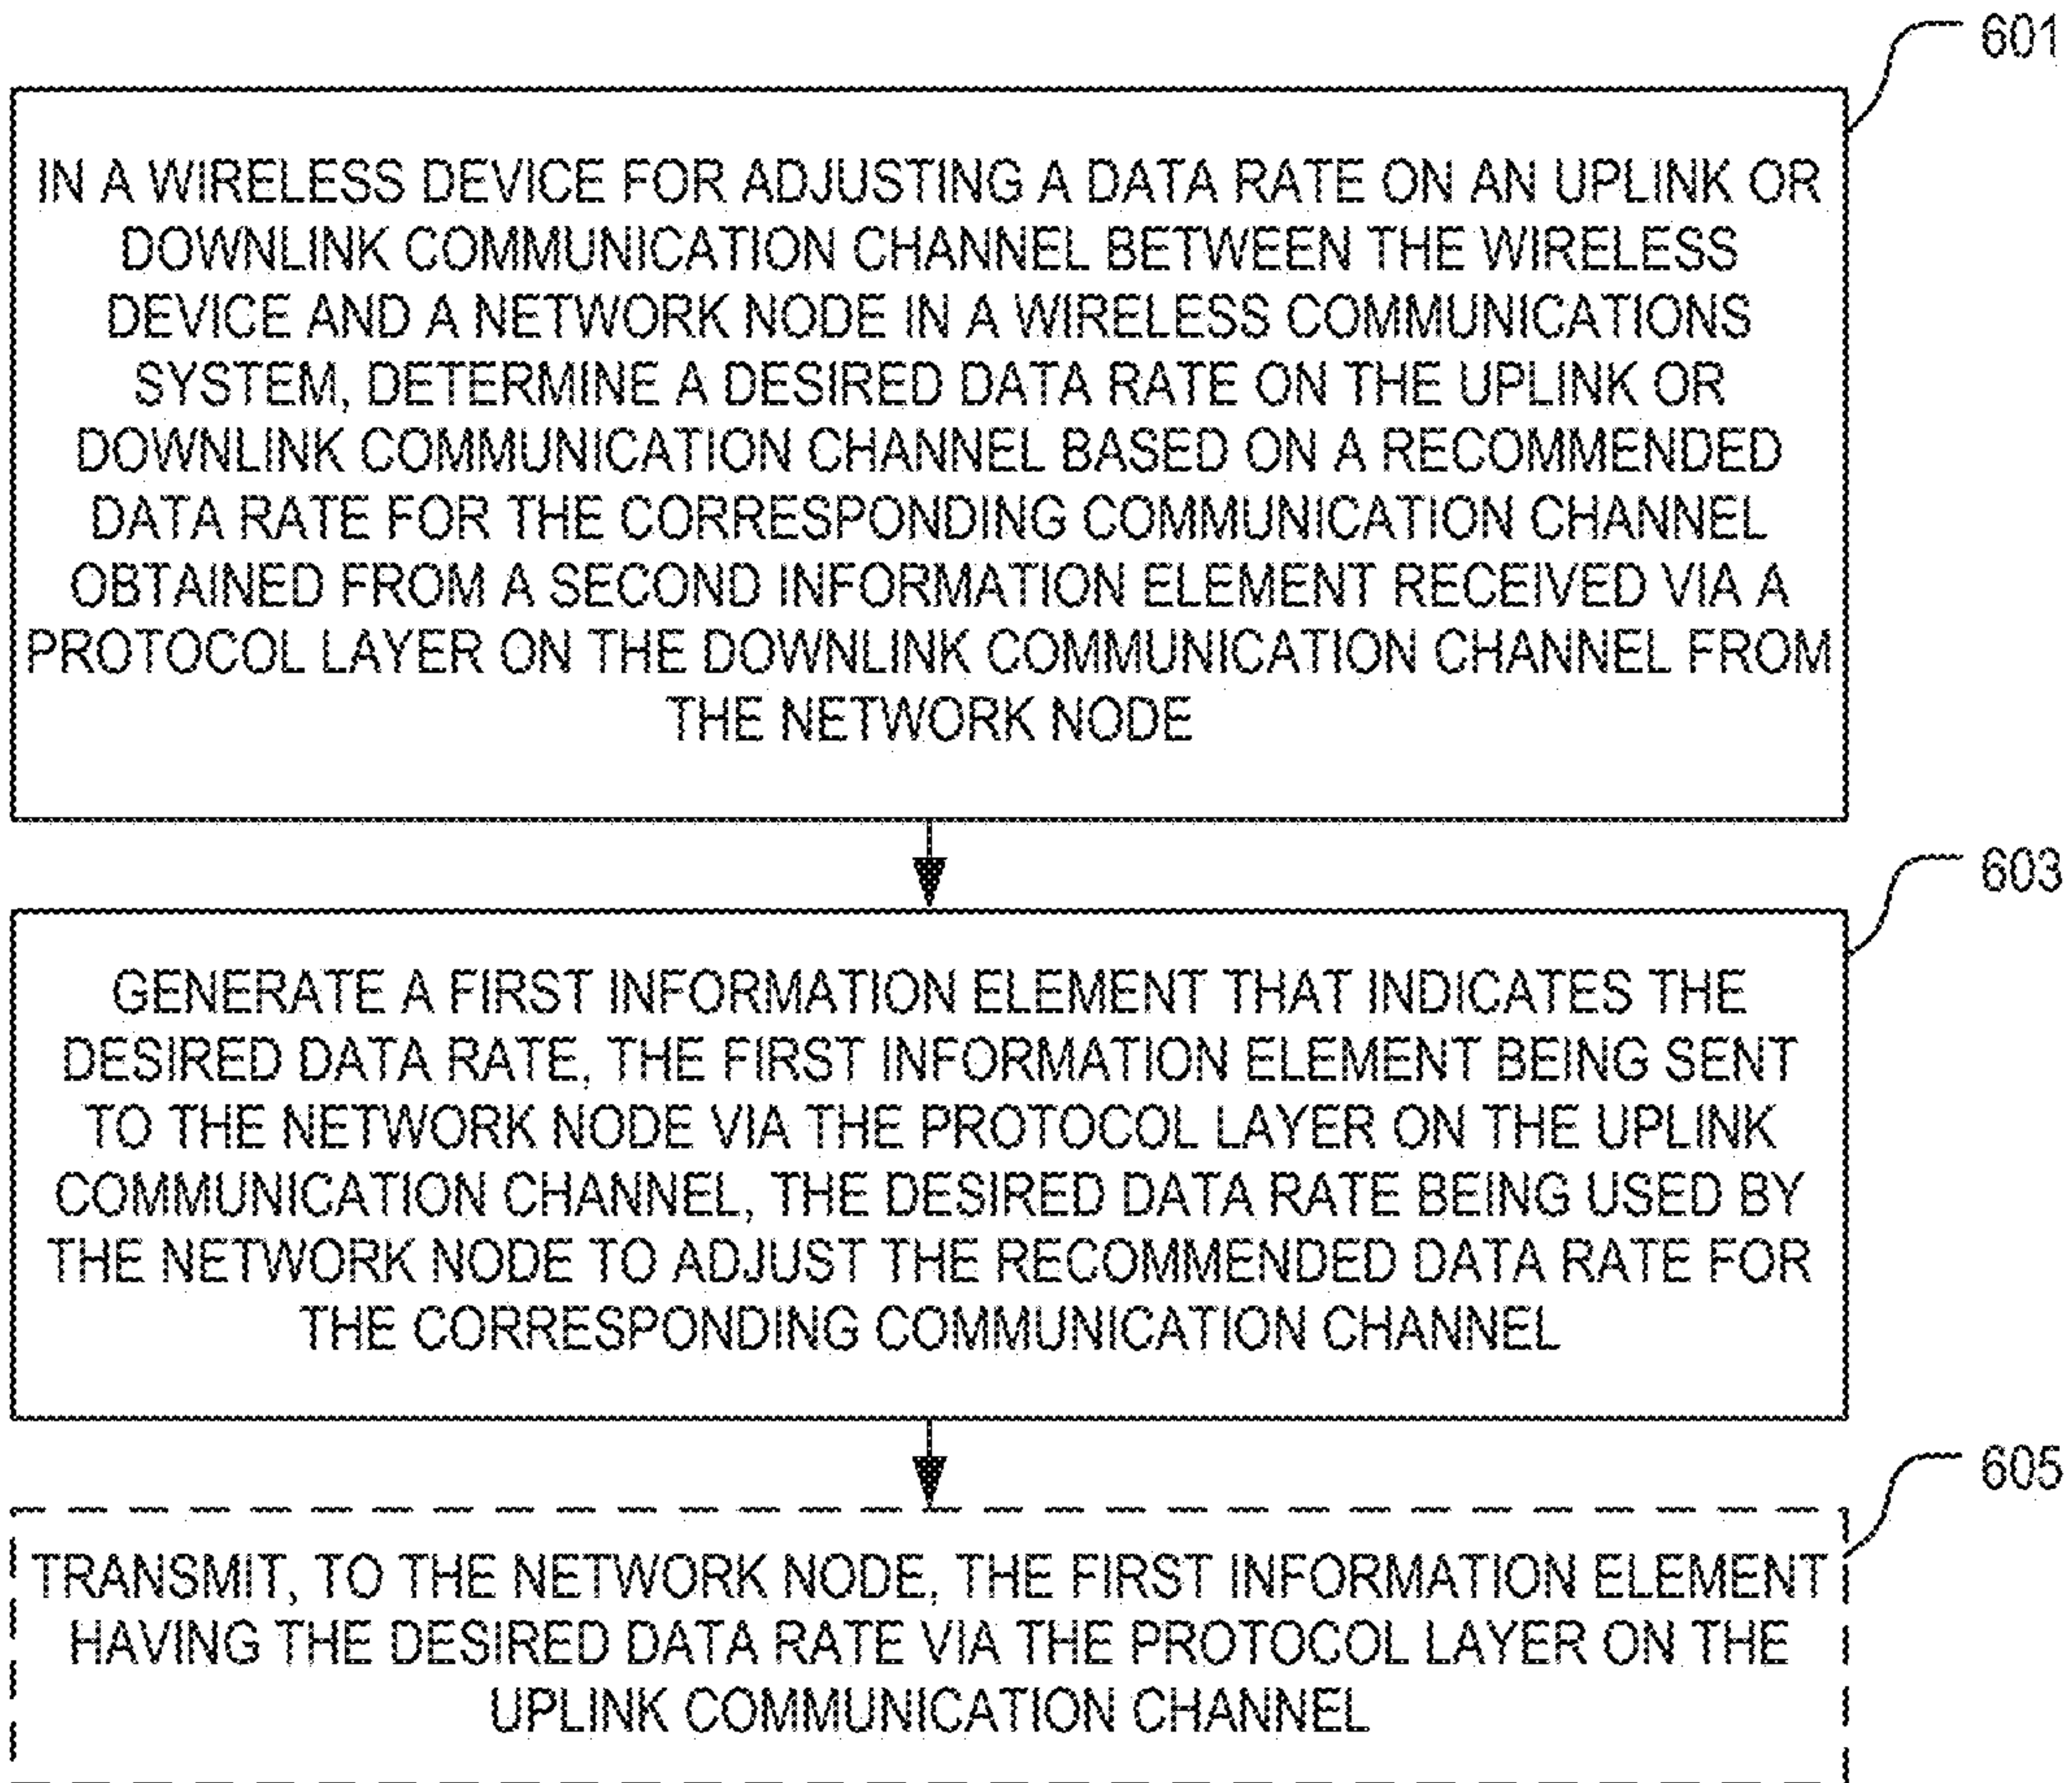 601
IN A WIRELESS DEVICE FOR ADJUSTING A DATA RATE ON AN UPLINK OR
DOWNLINK COMMUNICATION CHANNEL BETWEEN THE WIRELESS
DEVICE AND A NETWORK NODE IN A WIRELESS COMMUNICATIONS
SYSTEM, DETERMINE A DESIRED DATA RATE ON THE UPLINK OR
DOWNLINK COMMUNICATION CHANNEL BASED ON A RECOMMENDED
DATA RATE FOR THE CORRESPONDING COMMUNICATION CHANNEL
OBTAINED FROM A SECOND INFORMATION ELEMENT RECEIVED VIA A
PROTOCOL LAYER ON THE DOWNLINK COMMUNICATION CHANNEL FROM
THE NETWORK NODE
603
GENERATE A FIRST INFORMATION ELEMENT THAT INDICATES THE
DESIRED DATA RATE, THE FIRST INFORMATION ELEMENT BEING SENT
TO THE NETWORK NODE VIA THE PROTOCOL LAYER ON THE UPLINK
COMMUNICATION CHANNEL, THE DESIRED DATA RATE BEING USED BY
THE NETWORK NODE TO ADJUST THE RECOMMENDED DATA RATE FOR
THE CORRESPONDING COMMUNICATION CHANNEL
605
TRANSMIT, TO THE NETWORK NODE, THE FIRST INFORMATION ELEMENT
HAVING THE DESIRED DATA RATE VIA THE PROTOCOL LAYER ON THE
UPLINK COMMUNICATION CHANNEL